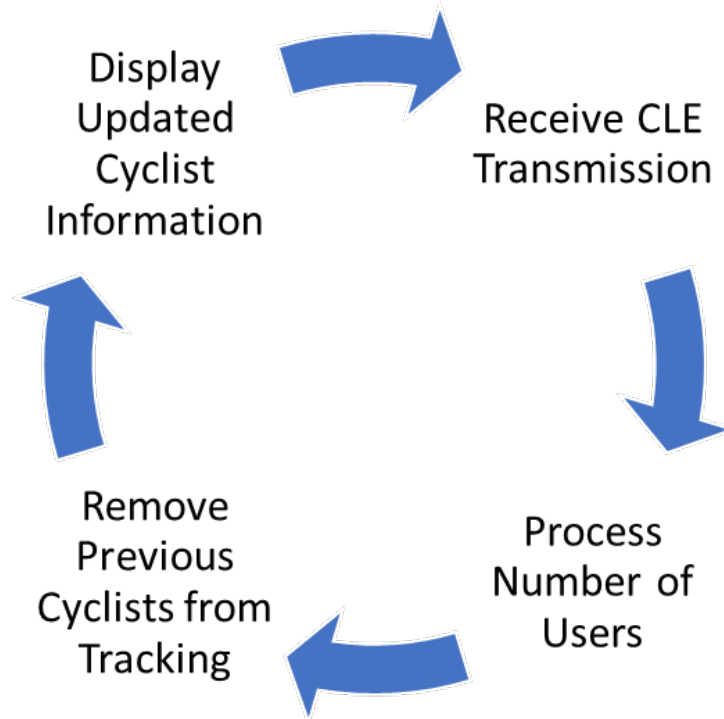 Display
Updated
Cyclist
Information
Receive CLE
Transmission
Process
Number of
Users
Remove
Previous
Cyclists from
Tracking